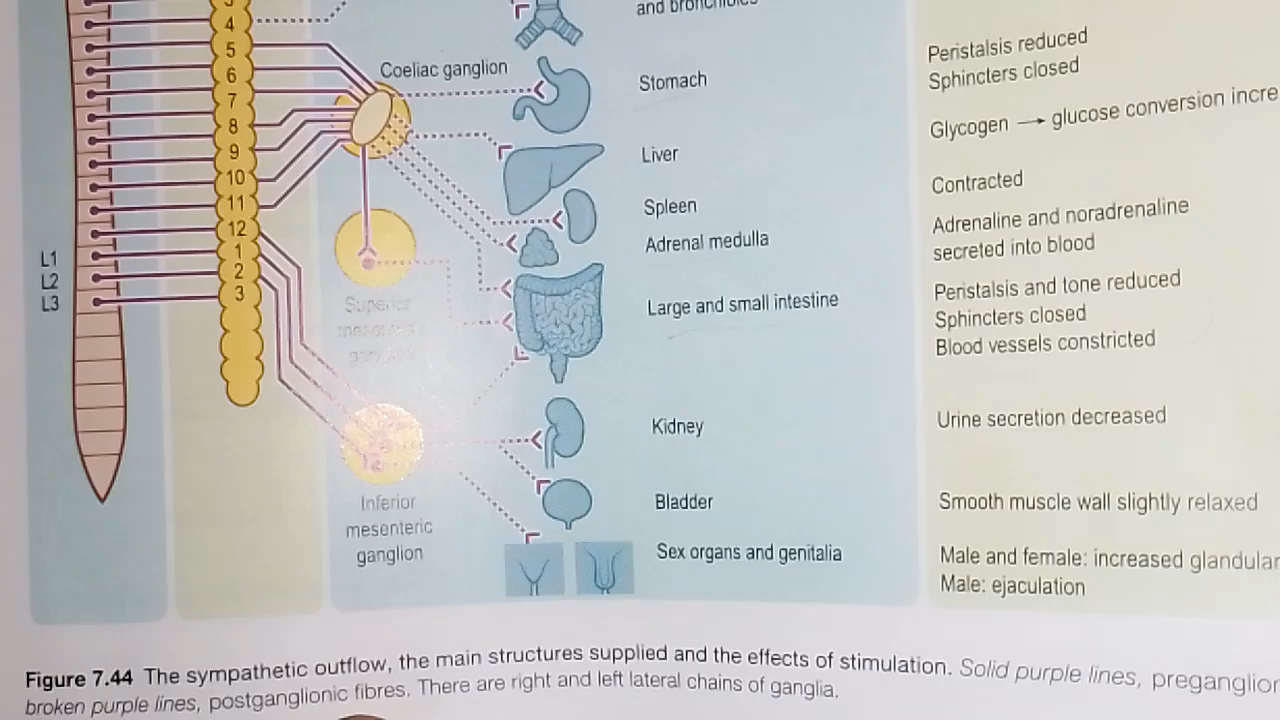 3
4
5
6
7
8
9
10
11
12
1
2
3
L1
L2
L3
Coeliac ganglion
Superior
mesenteric
ganglion
Inferior
mesenteric
ganglion
and bronchioles
Stomach
Liver
Spleen
Adrenal medulla
Large and small intestine
Kidney
Bladder
Sex organs and genitalia
Peristalsis reduced
Sphincters closed
Glycogen → glucose conversion incre
Contracted
Adrenaline and noradrenaline
secreted into blood
Peristalsis and tone reduced
Sphincters closed
Blood vessels constricted
Urine secretion decreased
Smooth muscle wall slightly relaxed
Male and female: increased glandular
Male: ejaculation
Figure 7.44 The sympathetic outflow, the main structures supplied and the effects of stimulation. Solid purple lines, preganglion
broken purple lines, postganglionic fibres. There are right and left lateral chains of ganglia.